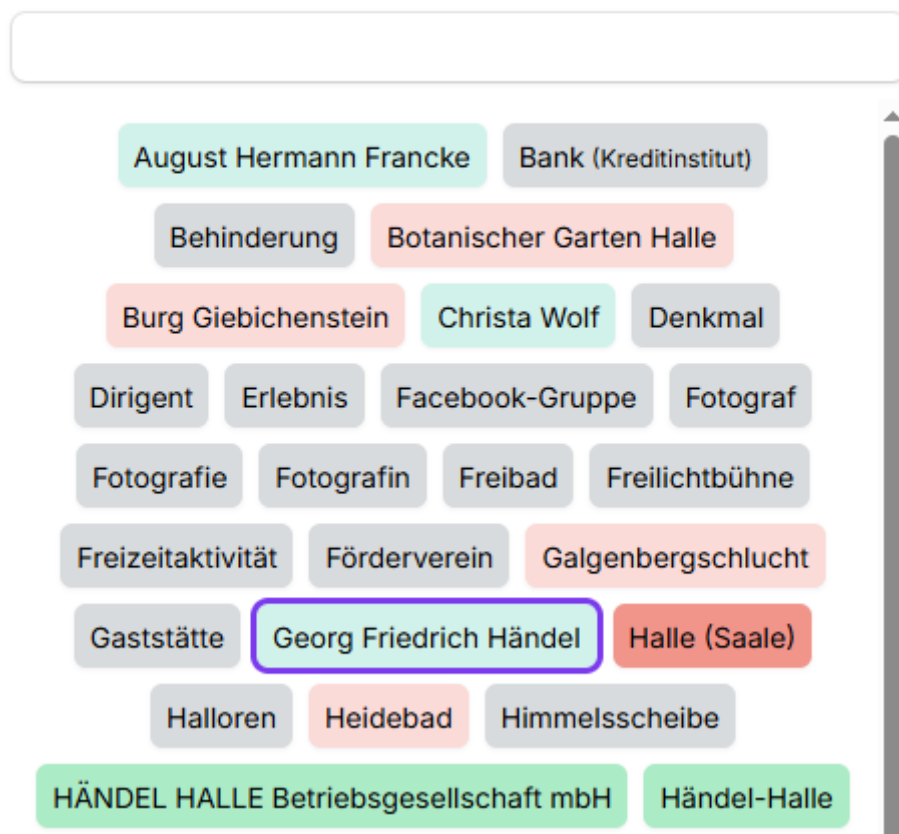 August Hermann Francke Bank (Kreditinstitut)
Behinderung Botanischer Garten Halle
Burg Giebichenstein Christa Wolf Denkmal
Dirigent Erlebnis Facebook-Gruppe Fotograf
Fotografie Fotografin Freibad Freilichtbühne
Freizeitaktivität Förderverein Galgenbergschlucht
Gaststätte Georg Friedrich Händel Halle (Saale)
Halloren Heidebad Himmelsscheibe
HÄNDEL HALLE Betriebsgesellschaft mbH Händel-Halle